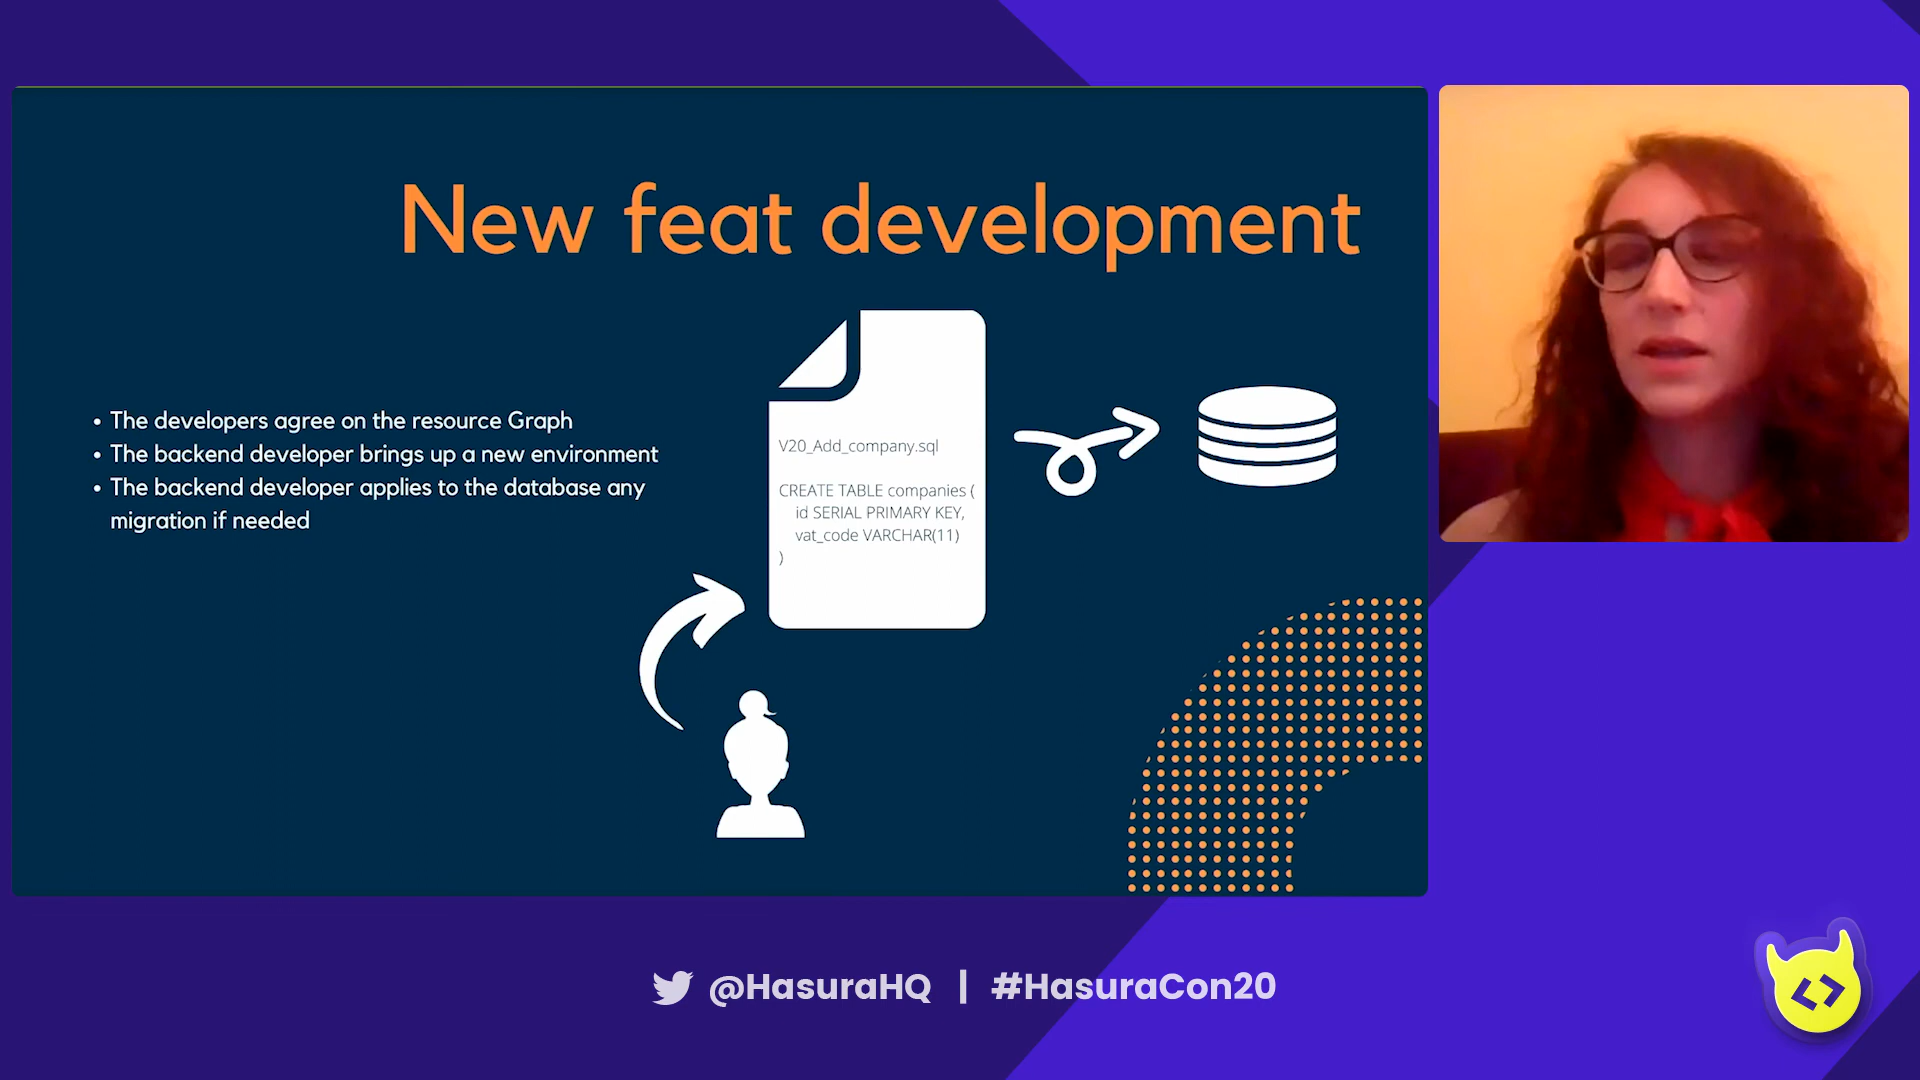 New feat development
• The developers agree on the resource Graph
• The backend developer brings up a new environment
• The backend developer applies to the database any
migration if needed
V20_Add_company.sql
CREATE TABLE companies (
id SERIAL PRIMARY KEY,
vat_code VARCHAR(11)
)
@HasuraHQ | #HasuraCon20